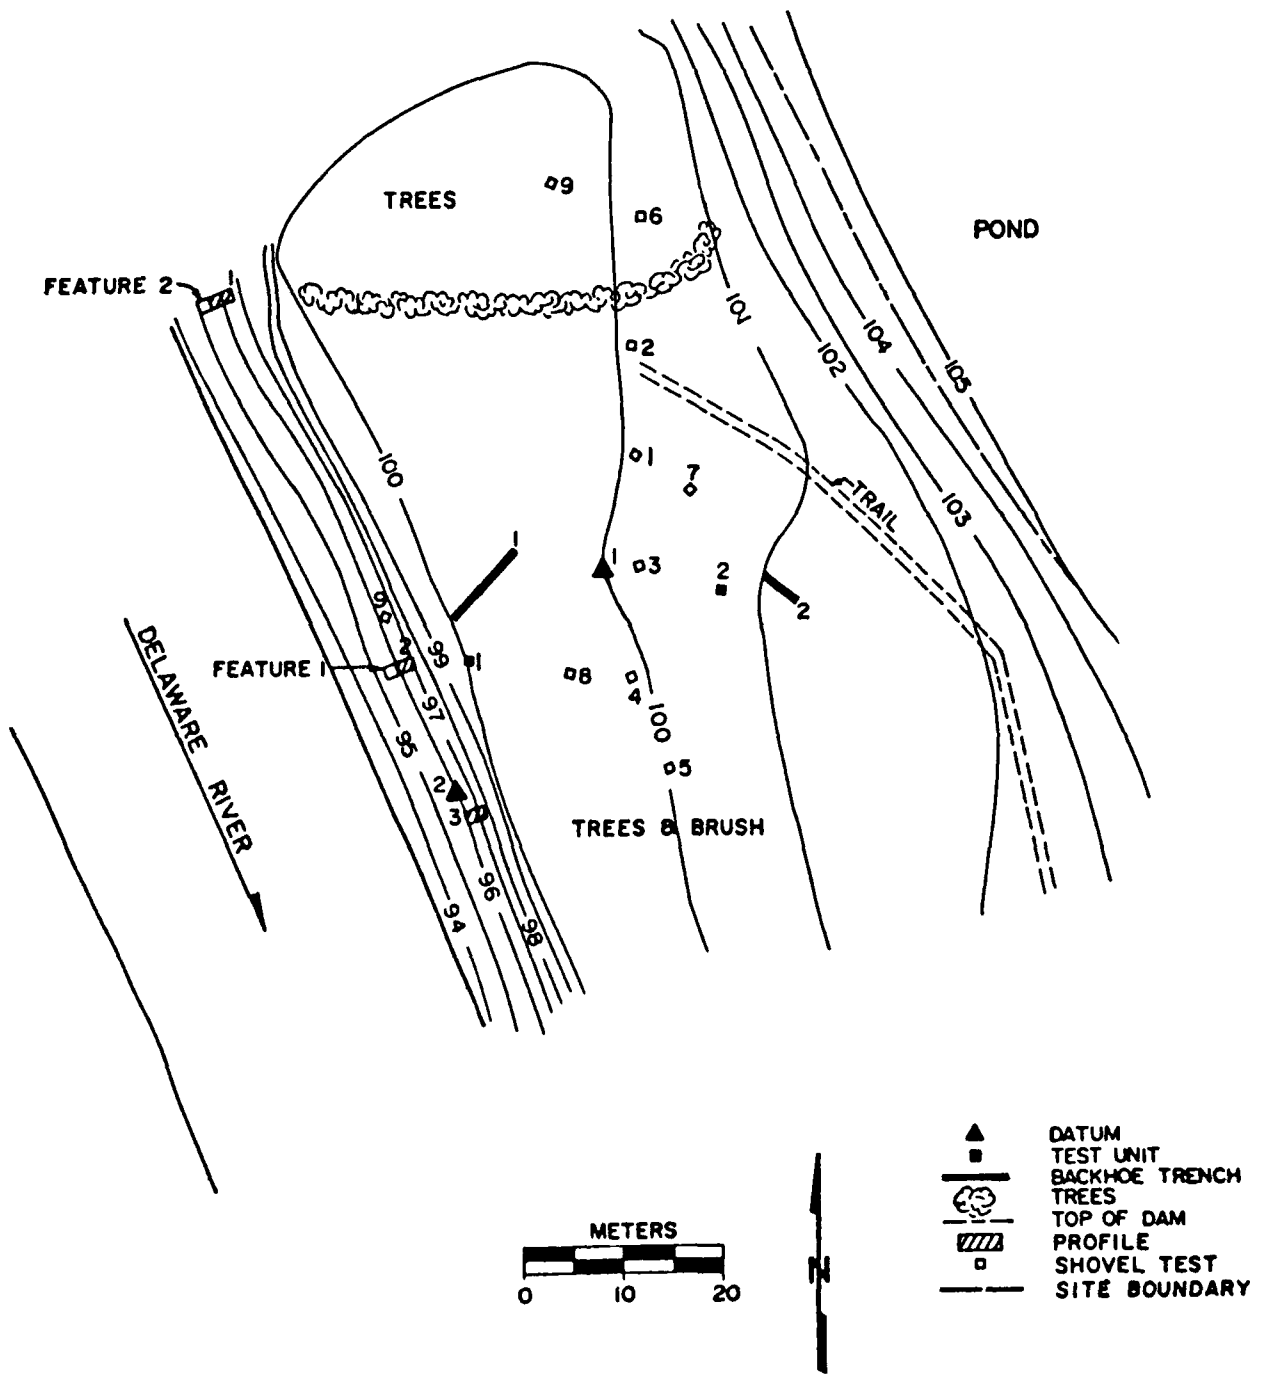 9
TREES
6
POND
FEATURE 2
1
101
2
104
102
105
1
100
7
103
TRAIL
1
1
3
2
2
9
2
99
FEATURE 1
1
8
4
DELAWARE RIVER
97
100
95
5
2
3
TREES & BRUSH
96
94
98
DATUM
TEST UNIT
BACKHOE TRENCH
TREES
TOP OF DAM
PROFILE
SHOVEL TEST
SITE BOUNDARY
METERS
0 10 20
N